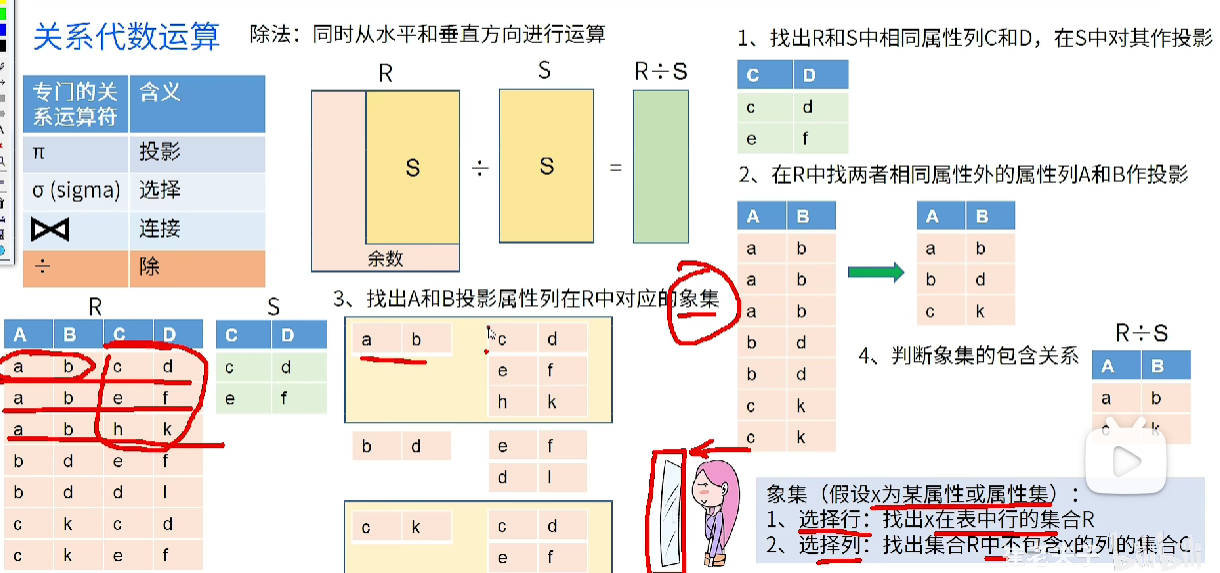 关系代数运算
除法：同时从水平和垂直方向进行运算
专门的关系运算符 含义
π 投影
σ (sigma) 选择
⋈ 连接
÷ 除
R S R÷S
S ÷ S =
余数
R
A B C D
a b c d
a b e f
a b h k
b d e f
b d d l
c k c d
c k e f
S
C D
c d
e f
1、找出R和S中相同属性列C和D，在S中对其作投影
C D
c d
e f
2、在R中找两者相同属性外的属性列A和B作投影
A B
a b
a b
a b
b d
b d
c k
c k
A B
a b
b d
c k
3、找出A和B投影属性列在R中对应的象集
a b c d
e f
h k
b d e f
d l
c k c d
e f
4、判断象集的包含关系
R÷S
A B
a b
c k
象集（假设x为某属性或属性集）：
1、选择行：找出x在表中行的集合R
2、选择列：找出集合R中不包含x的列的集合C